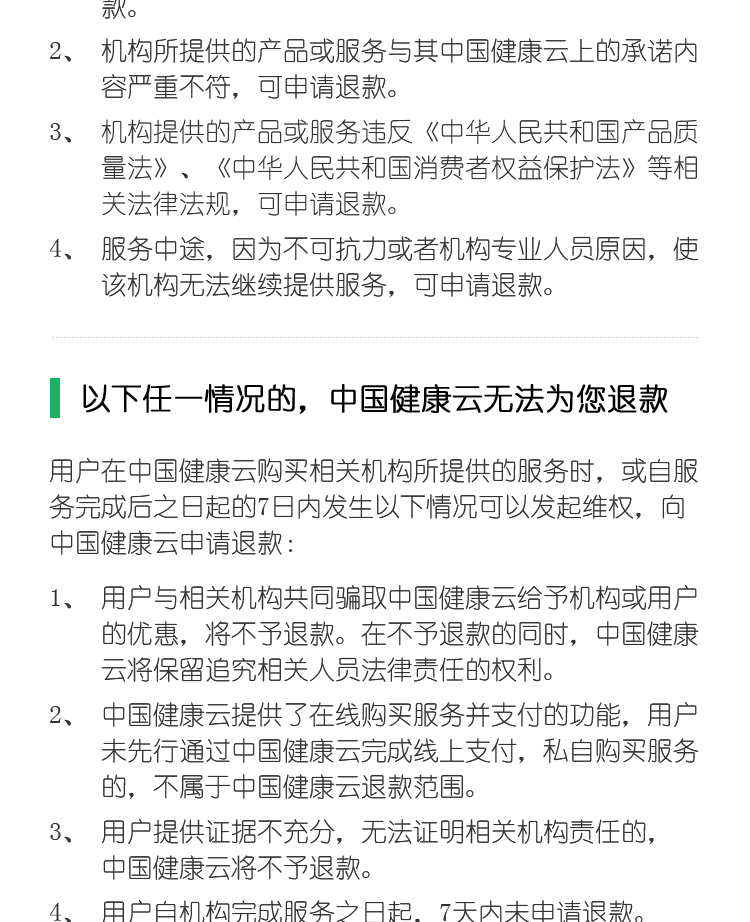 款。
2、 机构所提供的产品或服务与其中国健康云上的承诺内
容严重不符，可申请退款。
3、 机构提供的产品或服务违反《中华人民共和国产品质
量法》、《中华人民共和国消费者权益保护法》等相
关法律法规，可申请退款。
4、 服务中途，因为不可抗力或者机构专业人员原因，使
该机构无法继续提供服务，可申请退款。
以下任一情况的，中国健康云无法为您退款
用户在中国健康云购买相关机构所提供的服务时，或自服
务完成后之日起的7日内发生以下情况可以发起维权，向
中国健康云申请退款：
1、 用户与相关机构共同骗取中国健康云给予机构或用户
的优惠，将不予退款。在不予退款的同时，中国健康
云将保留追究相关人员法律责任的权利。
2、 中国健康云提供了在线购买服务并支付的功能，用户
未先行通过中国健康云完成线上支付，私自购买服务
的，不属于中国健康云退款范围。
3、 用户提供证据不充分，无法证明相关机构责任的，
中国健康云将不予退款。
4、 用户自机构完成服务之日起，7天内未申请退款。